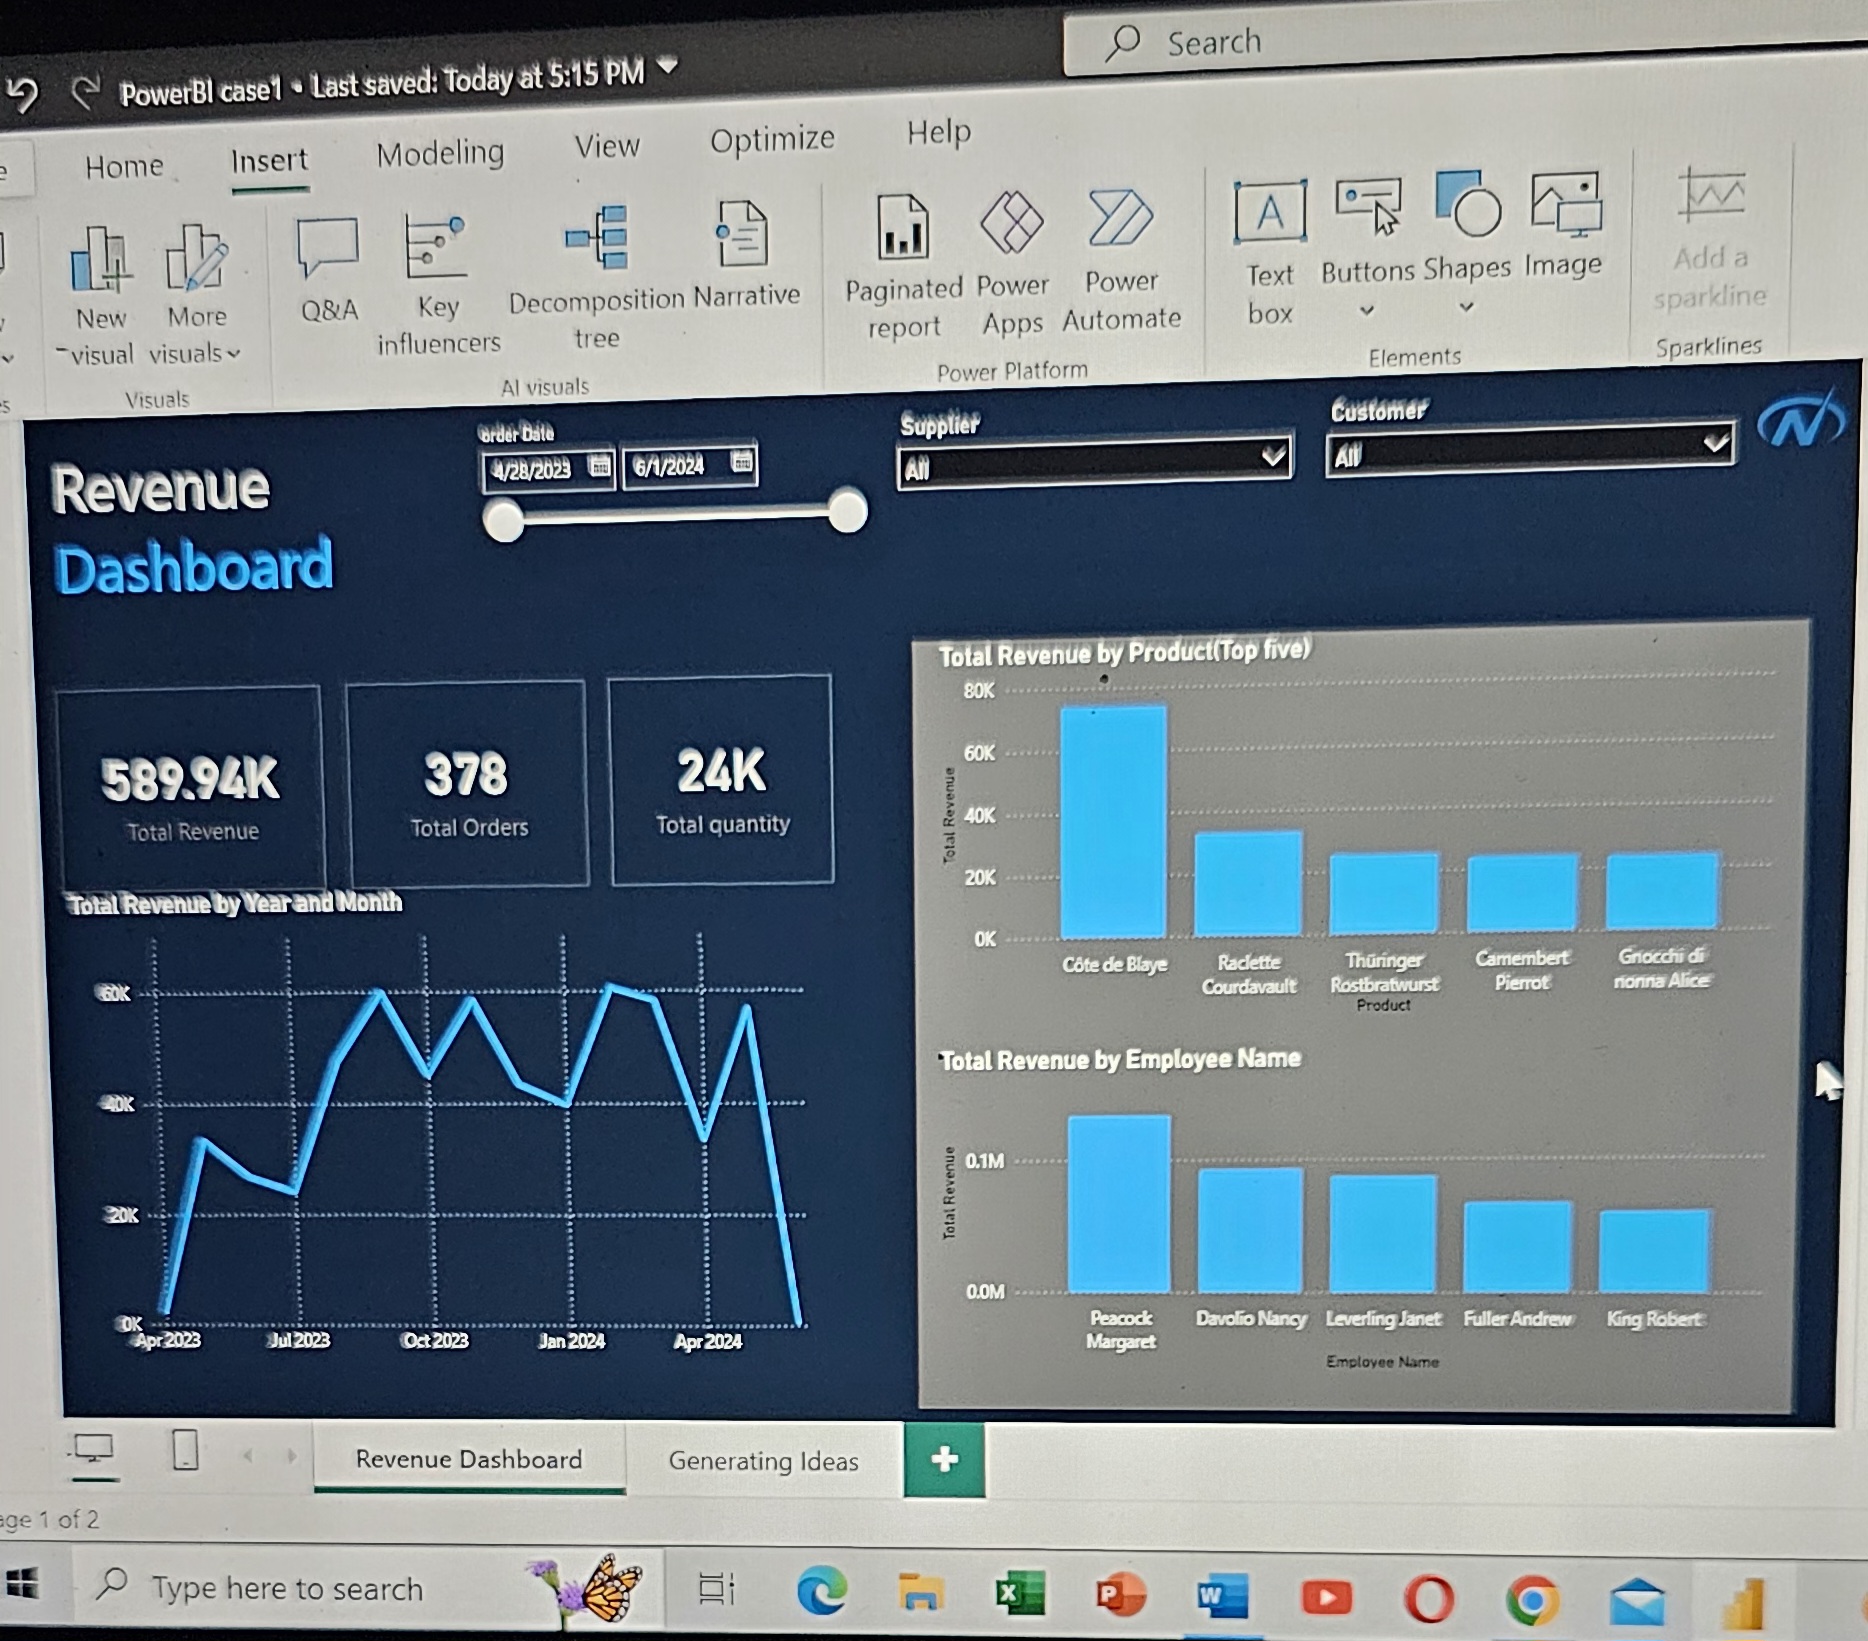 PowerBI case1 • Last saved: Today at 5:15 PM
Search
Home Insert Modeling View Optimize Help
New visual
More visuals
Q&A
Key influencers
Decomposition tree
Narrative
Paginated report
Power Apps
Power Automate
Text box
Buttons
Shapes
Image
Add a sparkline
Visuals
AI visuals
Power Platform
Elements
Sparklines
Revenue
Dashboard
Order Date
4/28/2023
6/1/2024
Supplier
All
Customer
All
589.94K
Total Revenue
378
Total Orders
24K
Total quantity
Total Revenue by Year and Month
60K
40K
20K
0K
Apr 2023 Jul 2023 Oct 2023 Jan 2024 Apr 2024
Total Revenue by Product(Top five)
Total Revenue
80K
60K
40K
20K
0K
Côte de Blaye
Raclette Courdavault
Thüringer Rostbratwurst
Camembert Pierrot
Gnocchi di nonna Alice
Product
Total Revenue by Employee Name
Total Revenue
0.1M
0.0M
Peacock Margaret
Davolio Nancy
Leverling Janet
Fuller Andrew
King Robert
Employee Name
Revenue Dashboard
Generating Ideas
age 1 of 2
Type here to search